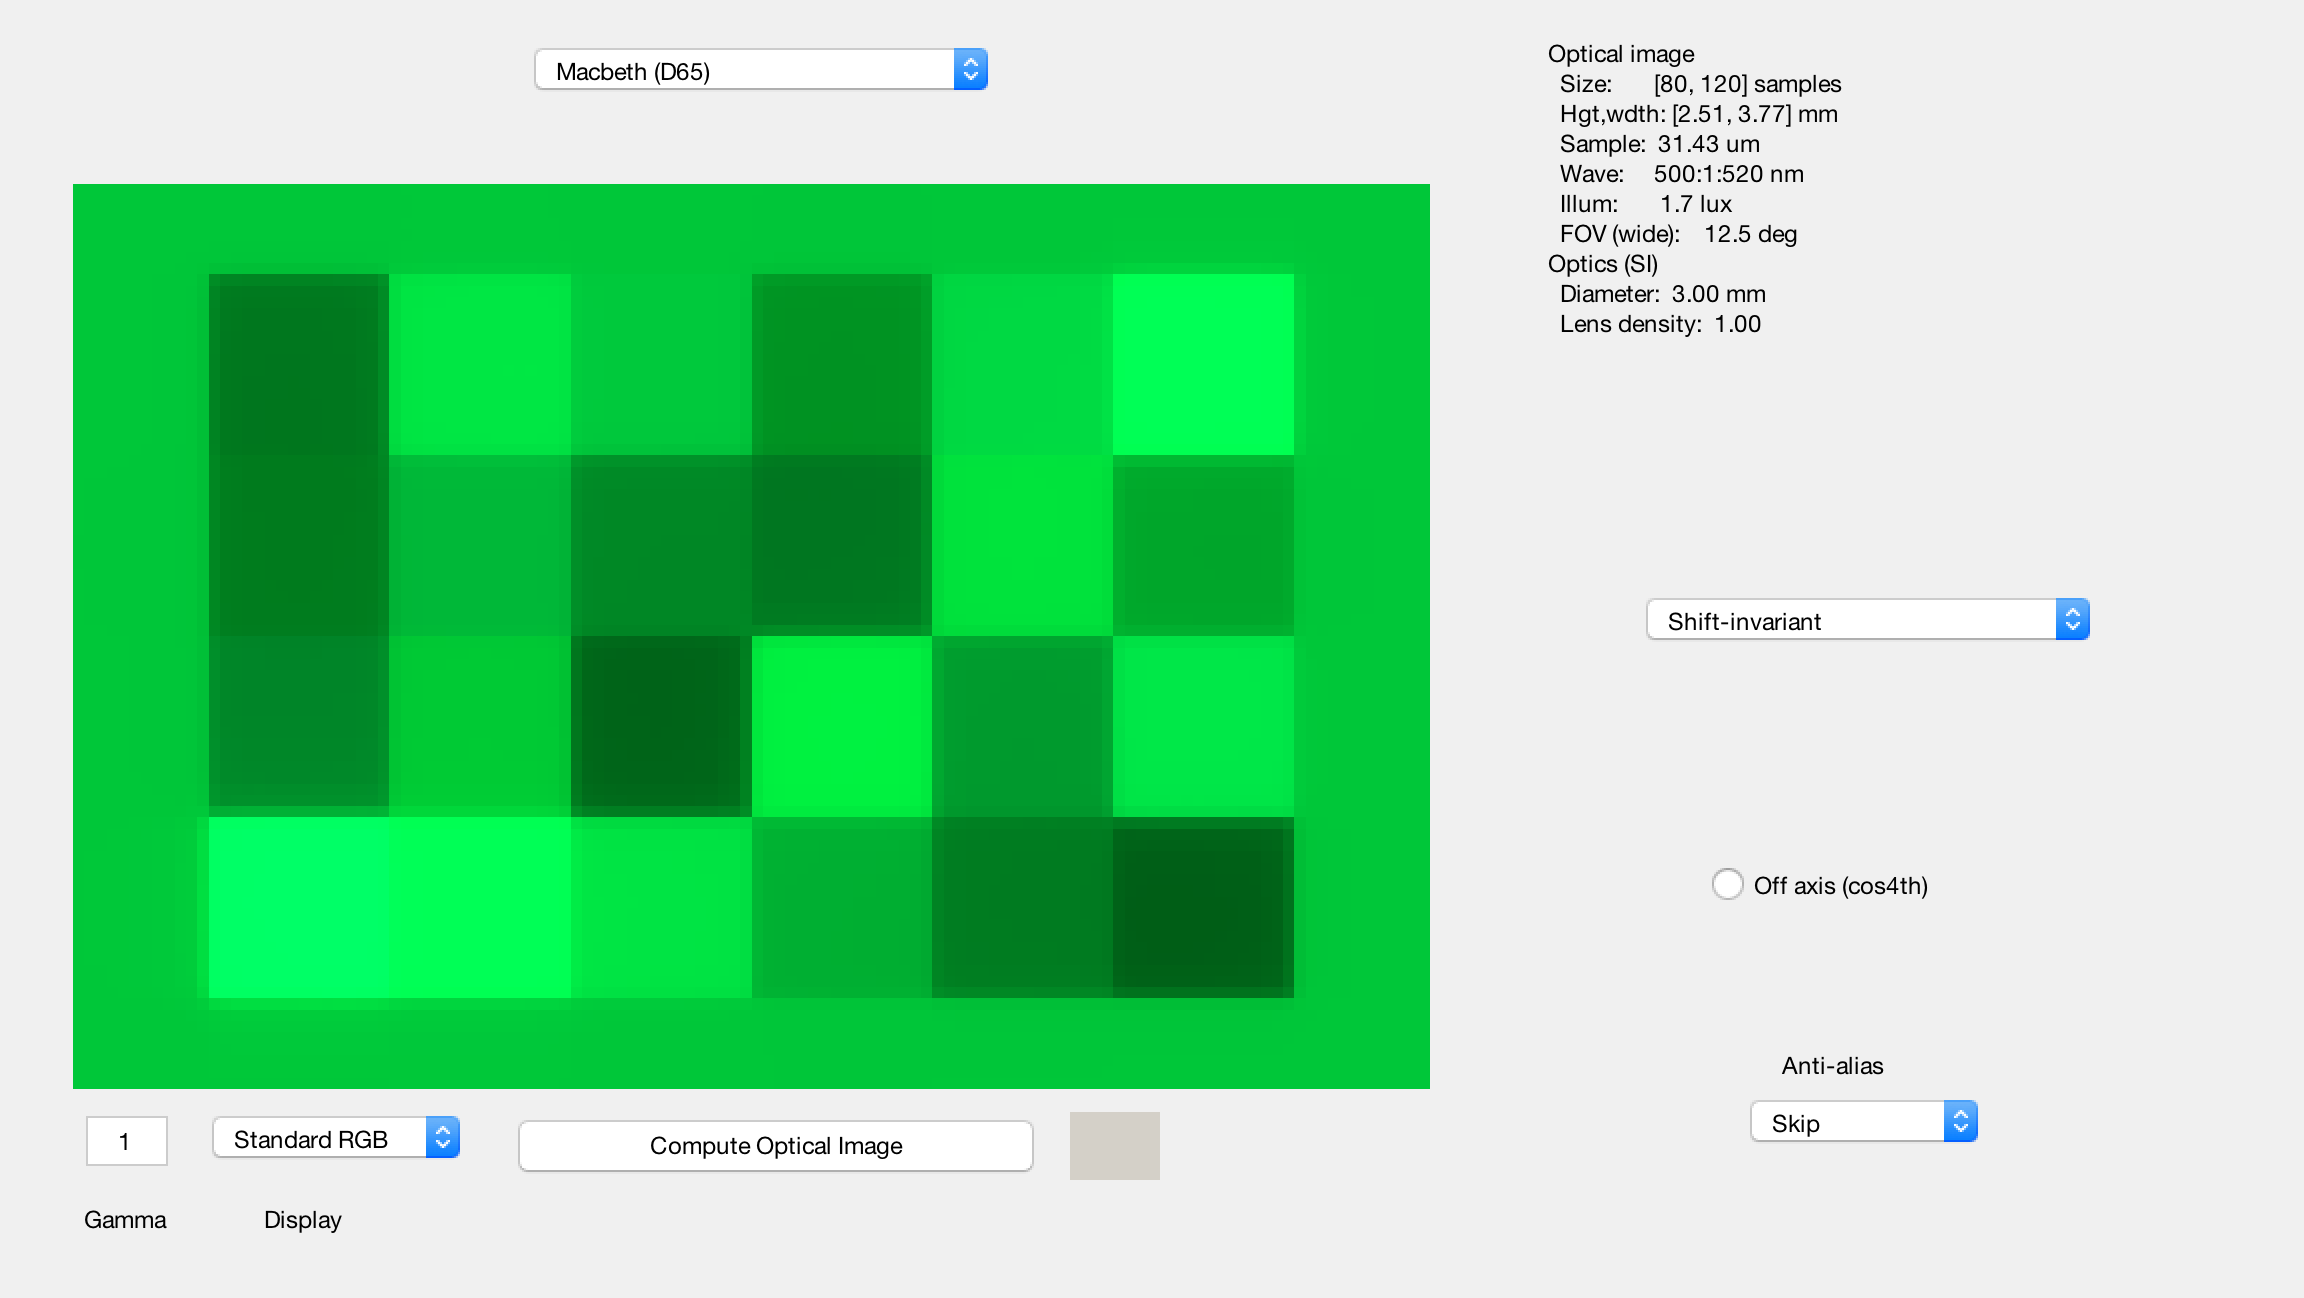 Macbeth (D65)
Optical image
Size: [80, 120] samples
Hgt,wdth: [2.51, 3.77] mm
Sample: 31.43 um
Wave: 500:1:520 nm
Illum: 1.7 lux
FOV (wide): 12.5 deg
Optics (SI)
Diameter: 3.00 mm
Lens density: 1.00
Shift-invariant
Off axis (cos4th)
Anti-alias
Skip
1
Standard RGB
Compute Optical Image
Gamma
Display